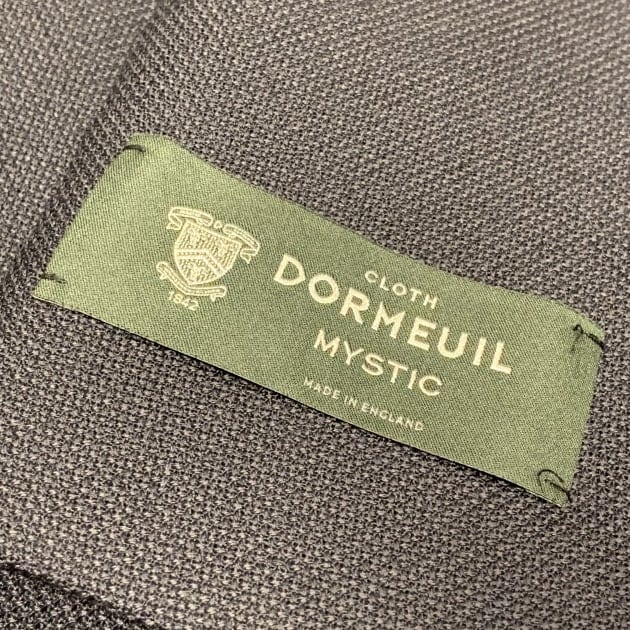 1842
CLOTH
DORMEUIL
MYSTIC
MADE IN ENGLAND